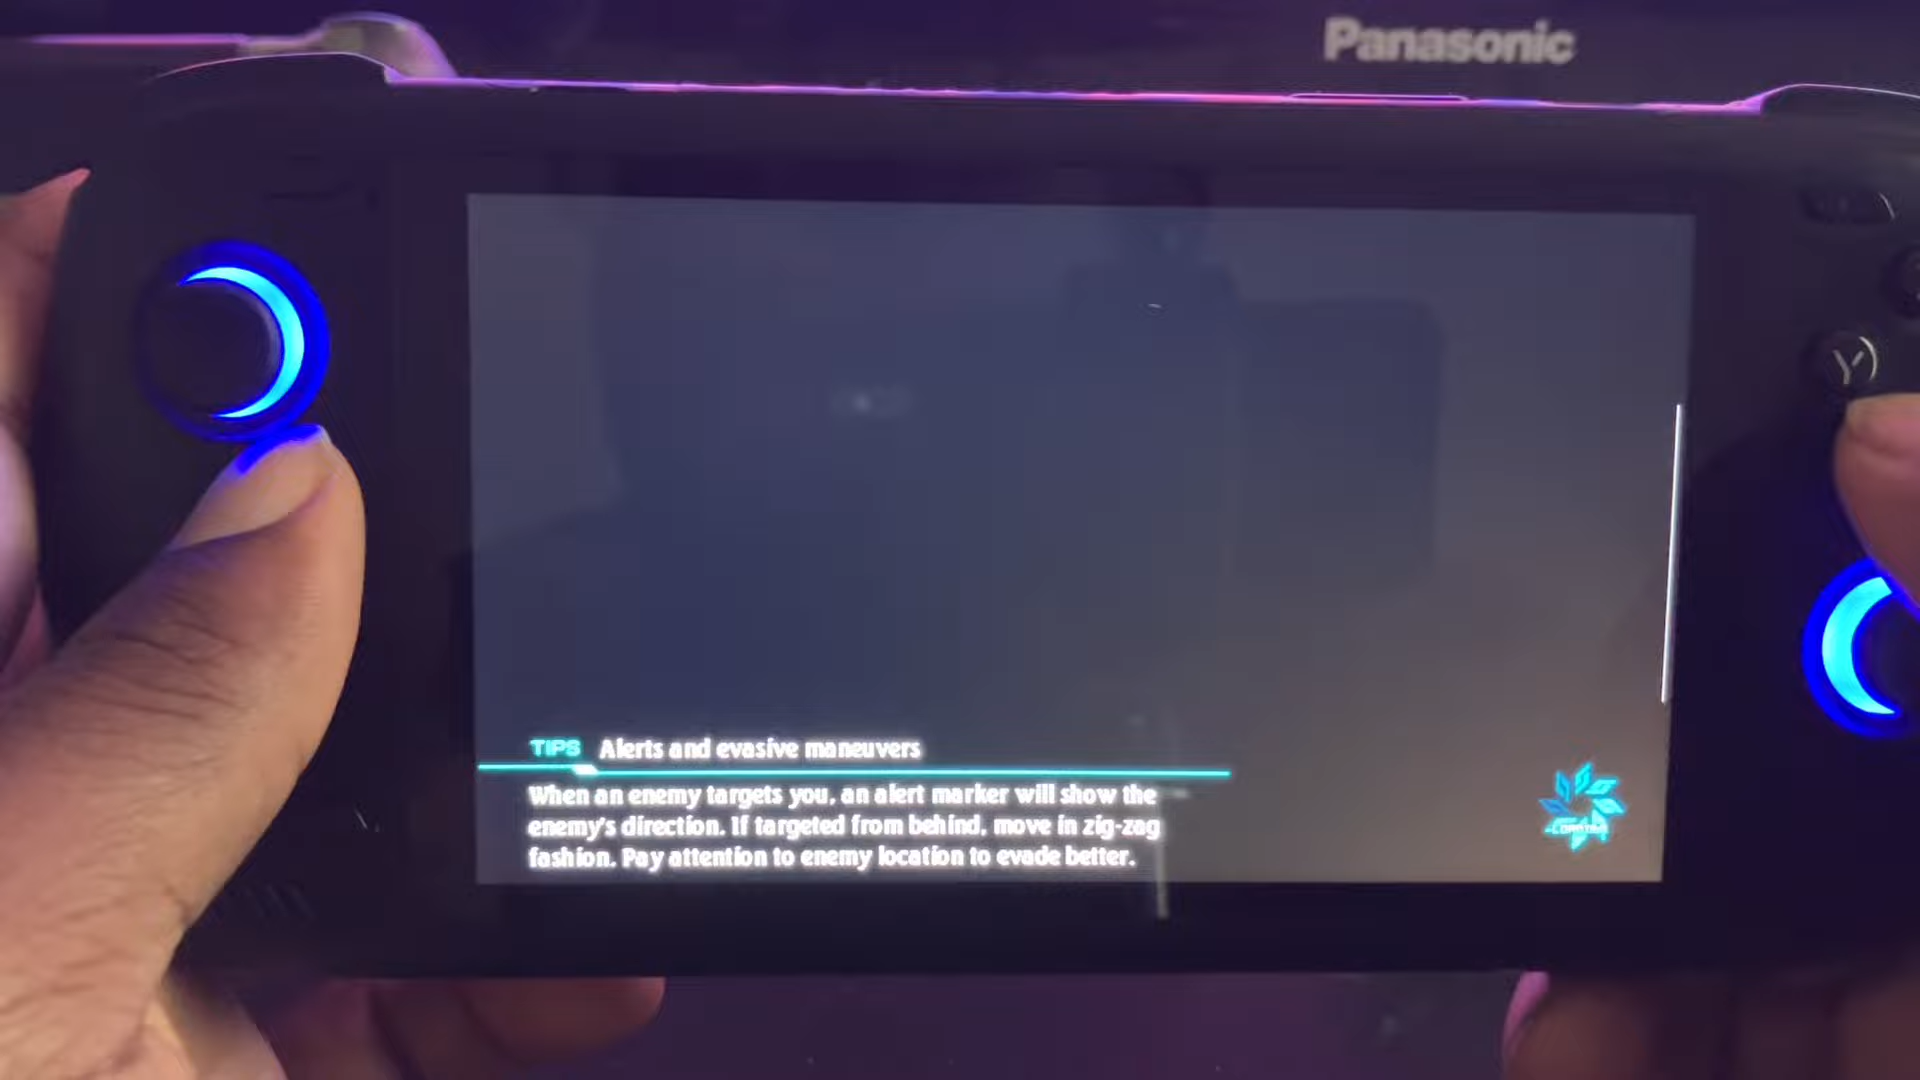 Panasonic
Y
TIPS Alerts and evasive maneuvers
When an enemy targets you, an alert marker will show the
enemy's direction. If targeted from behind, move in zig-zag
fashion. Pay attention to enemy location to evade better.